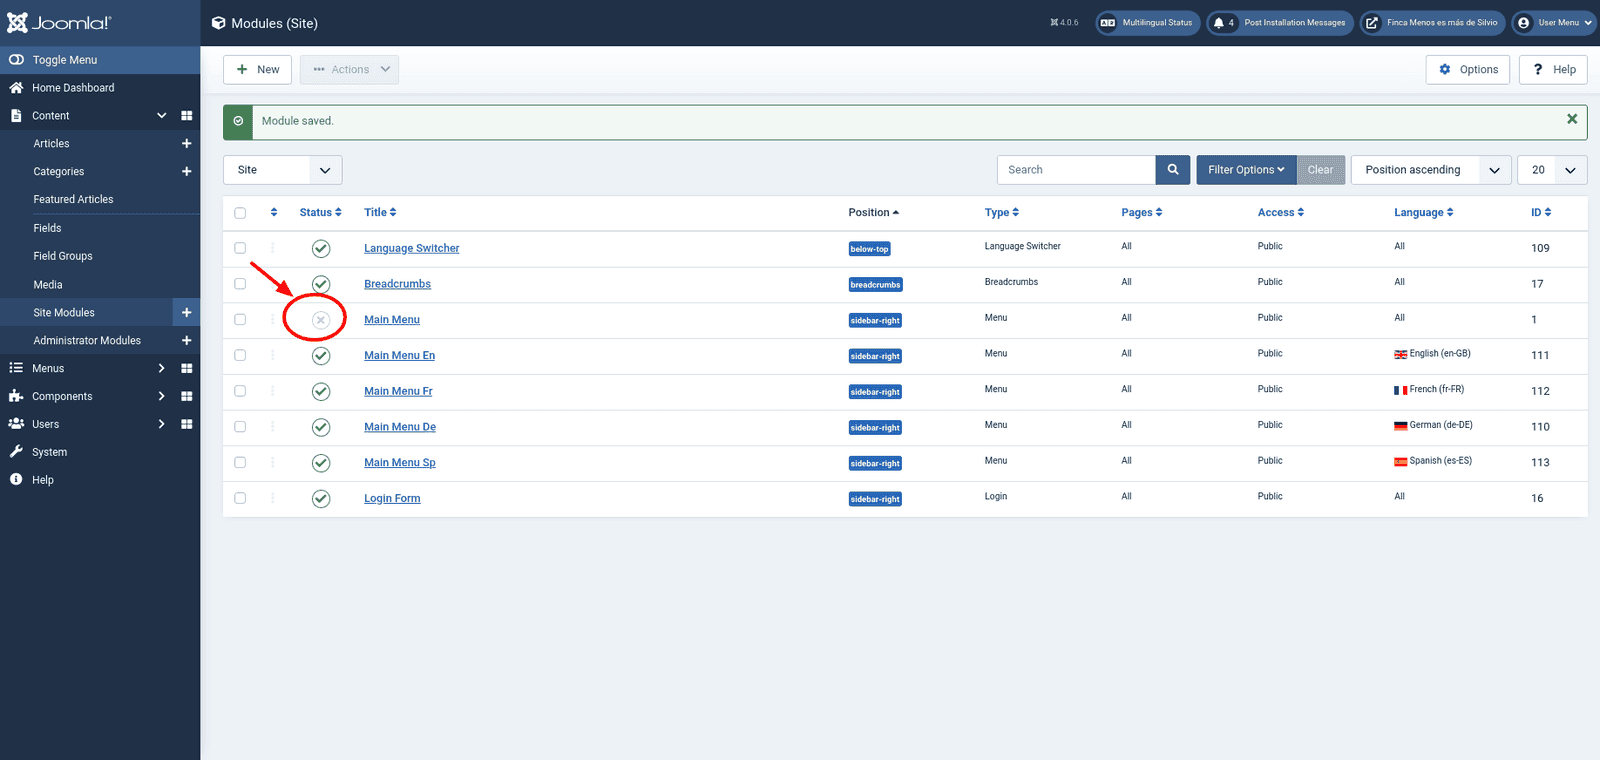 Joomla!
Modules (Site)
4.0.6
Multilingual Status
4 Post Installation Messages
Finca Menos es más de Silvio
User Menu
Toggle Menu
Home Dashboard
Content
Articles
Categories
Featured Articles
Fields
Field Groups
Media
Site Modules
Administrator Modules
Menus
Components
Users
System
Help
New
Actions
Options
? Help
Module saved.
Site
Search
Filter Options
Clear
Position ascending
20
Status Title Position Type Pages Access Language ID
Language Switcher below-top Language Switcher All Public All 109
Breadcrumbs breadcrumbs Breadcrumbs All Public All 17
Main Menu sidebar-right Menu All Public All 1
Main Menu En sidebar-right Menu All Public English (en-GB) 111
Main Menu Fr sidebar-right Menu All Public French (fr-FR) 112
Main Menu De sidebar-right Menu All Public German (de-DE) 110
Main Menu Sp sidebar-right Menu All Public Spanish (es-ES) 113
Login Form sidebar-right Login All Public All 16